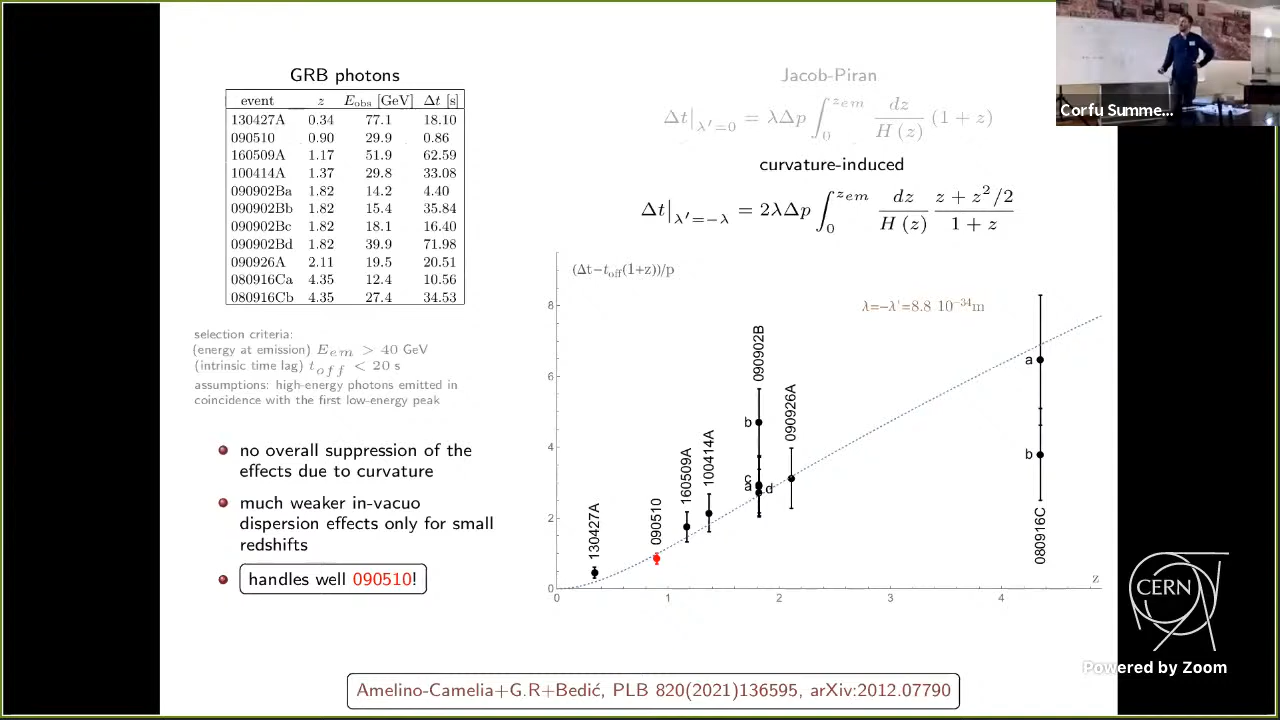 GRB photons
event z E_obs [GeV] Δt [s]
130427A 0.34 77.1 18.10
090510 0.90 29.9 0.86
160509A 1.17 51.9 62.59
100414A 1.37 29.8 33.08
090902Ba 1.82 14.2 4.40
090902Bb 1.82 15.4 35.84
090902Bc 1.82 18.1 16.40
090902Bd 1.82 39.9 71.98
090926A 2.11 19.5 20.51
080916Ca 4.35 12.4 10.56
080916Cb 4.35 27.4 34.53
selection criteria:
(energy at emission) E_em > 40 GeV
(intrinsic time lag) t_off < 20 s
assumptions: high-energy photons emitted in
coincidence with the first low-energy peak
no overall suppression of the
effects due to curvature
much weaker in-vacuo
dispersion effects only for small
redshifts
handles well 090510!
Jacob-Piran
Δt|_λ′=0 = λΔp ∫_0^z_em dz/H(z) (1 + z)
curvature-induced
Δt|_λ′=−λ = 2λΔp ∫_0^z_em dz/H(z) (z + z²/2)/(1 + z)
(Δt−t_off(1+z))/p
λ=−λ'=8.8 10⁻³⁴m
8
6
4
2
0
0 1 2 3 4
z
130427A
090510
160509A
100414A
090902B
b
c
a
d
090926A
a
b
080916C
Amelino-Camelia+G.R+Bedić, PLB 820(2021)136595, arXiv:2012.07790
Corfu Summe...
CERN
Powered by Zoom